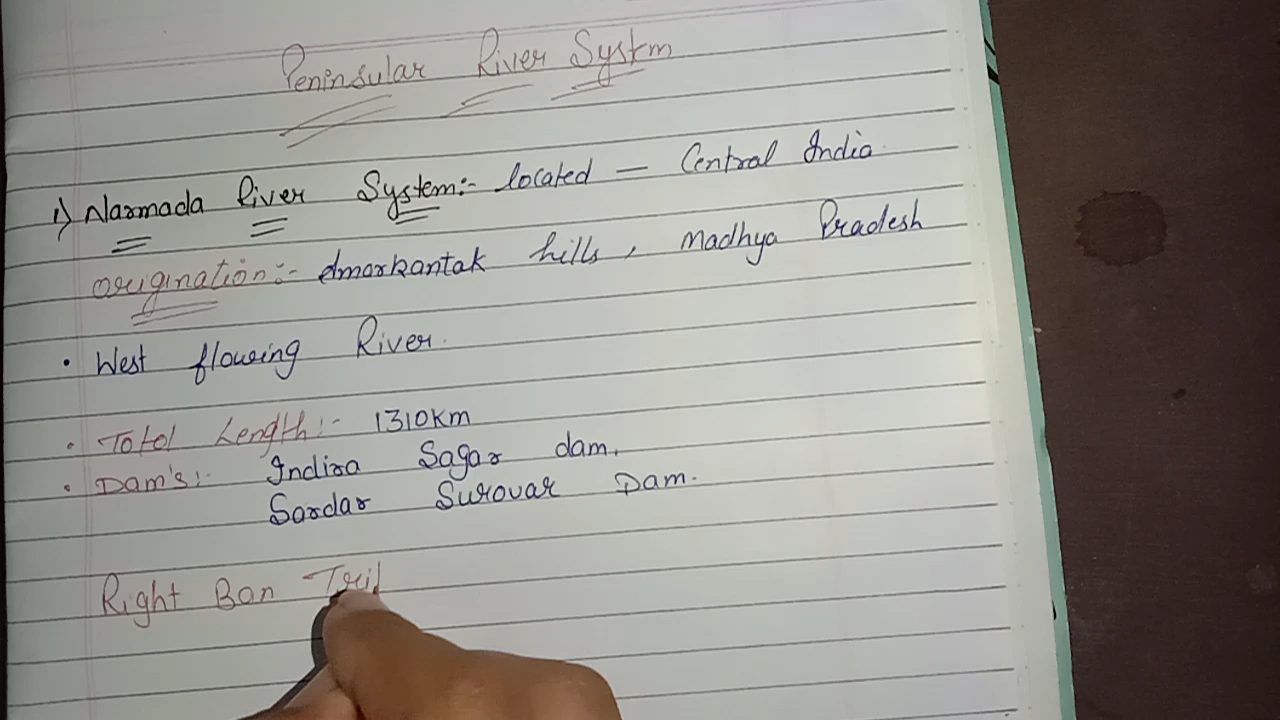 Peninsular River System
1) Narmada River System:- located — Central India
origination:- Amarkantak hills, Madhya Pradesh
• West flowing River.
• Total Length:- 1310km
• Dam's:- Indira Sagar dam.
Sardar Surovar Dam.
Right Ban Trib